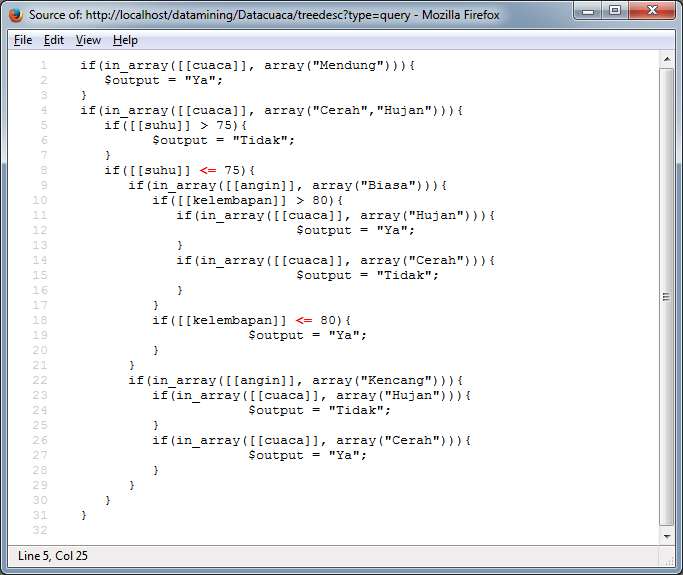 Source of: http://localhost/datamining/Datacuaca/treedesc?type=query - Mozilla Firefox
File Edit View Help
1 if(in_array([[cuaca]], array("Mendung"))){
2 $output = "Ya";
3 }
4 if(in_array([[cuaca]], array("Cerah","Hujan"))){
5 if([[suhu]] > 75){
6 $output = "Tidak";
7 }
8 if([[suhu]] <= 75){
9 if(in_array([[angin]], array("Biasa"))){
10 if([[kelembapan]] > 80){
11 if(in_array([[cuaca]], array("Hujan"))){
12 $output = "Ya";
13 }
14 if(in_array([[cuaca]], array("Cerah"))){
15 $output = "Tidak";
16 }
17 }
18 if([[kelembapan]] <= 80){
19 $output = "Ya";
20 }
21 }
22 if(in_array([[angin]], array("Kencang"))){
23 if(in_array([[cuaca]], array("Hujan"))){
24 $output = "Tidak";
25 }
26 if(in_array([[cuaca]], array("Cerah"))){
27 $output = "Ya";
28 }
29 }
30 }
31 }
32
Line 5, Col 25